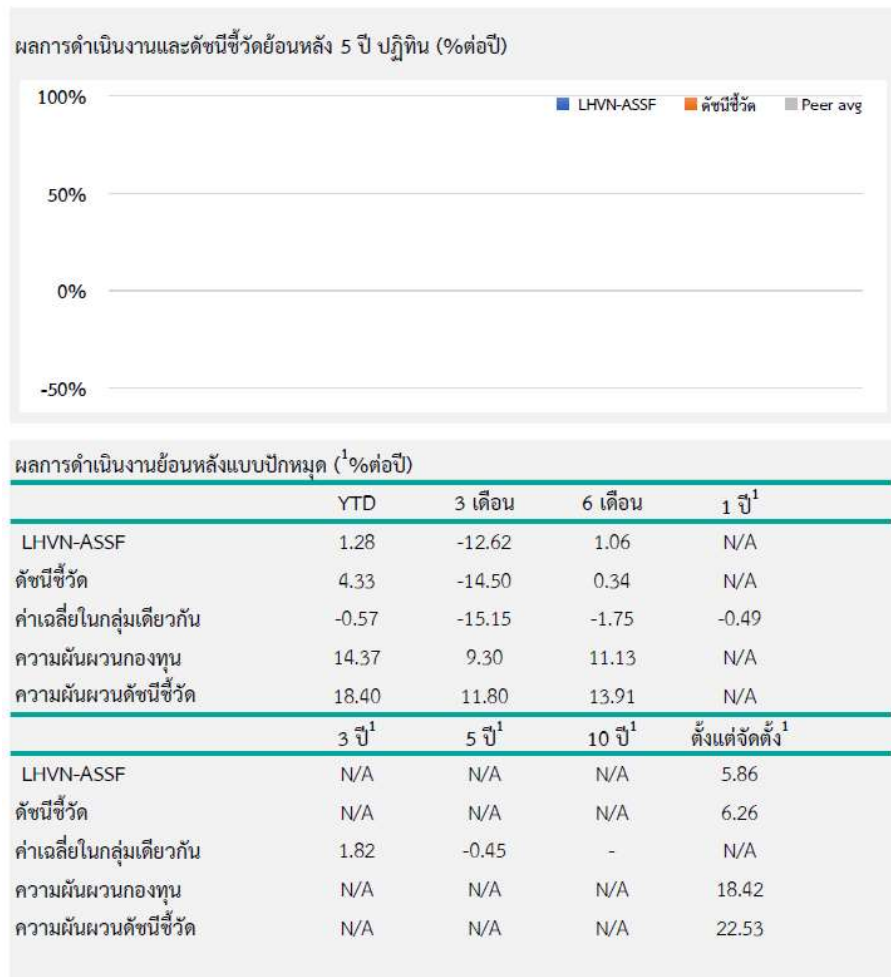 ผลการดำเนินงานและดัชนีชี้วัดย้อนหลัง 5 ปี ปฏิทิน (%ต่อปี)
100% LHVN-ASSF ดัชนีชี้วัด Peer avg
50%
0%
-50%
ผลการดำเนินงานย้อนหลังแบบปักหมุด (¹%ต่อปี)
YTD 3 เดือน 6 เดือน 1 ปี¹
LHVN-ASSF 1.28 -12.62 1.06 N/A
ดัชนีชี้วัด 4.33 -14.50 0.34 N/A
ค่าเฉลี่ยในกลุ่มเดียวกัน -0.57 -15.15 -1.75 -0.49
ความผันผวนกองทุน 14.37 9.30 11.13 N/A
ความผันผวนดัชนีชี้วัด 18.40 11.80 13.91 N/A
3 ปี¹ 5 ปี¹ 10 ปี¹ ตั้งแต่จัดตั้ง¹
LHVN-ASSF N/A N/A N/A 5.86
ดัชนีชี้วัด N/A N/A N/A 6.26
ค่าเฉลี่ยในกลุ่มเดียวกัน 1.82 -0.45 - N/A
ความผันผวนกองทุน N/A N/A N/A 18.42
ความผันผวนดัชนีชี้วัด N/A N/A N/A 22.53